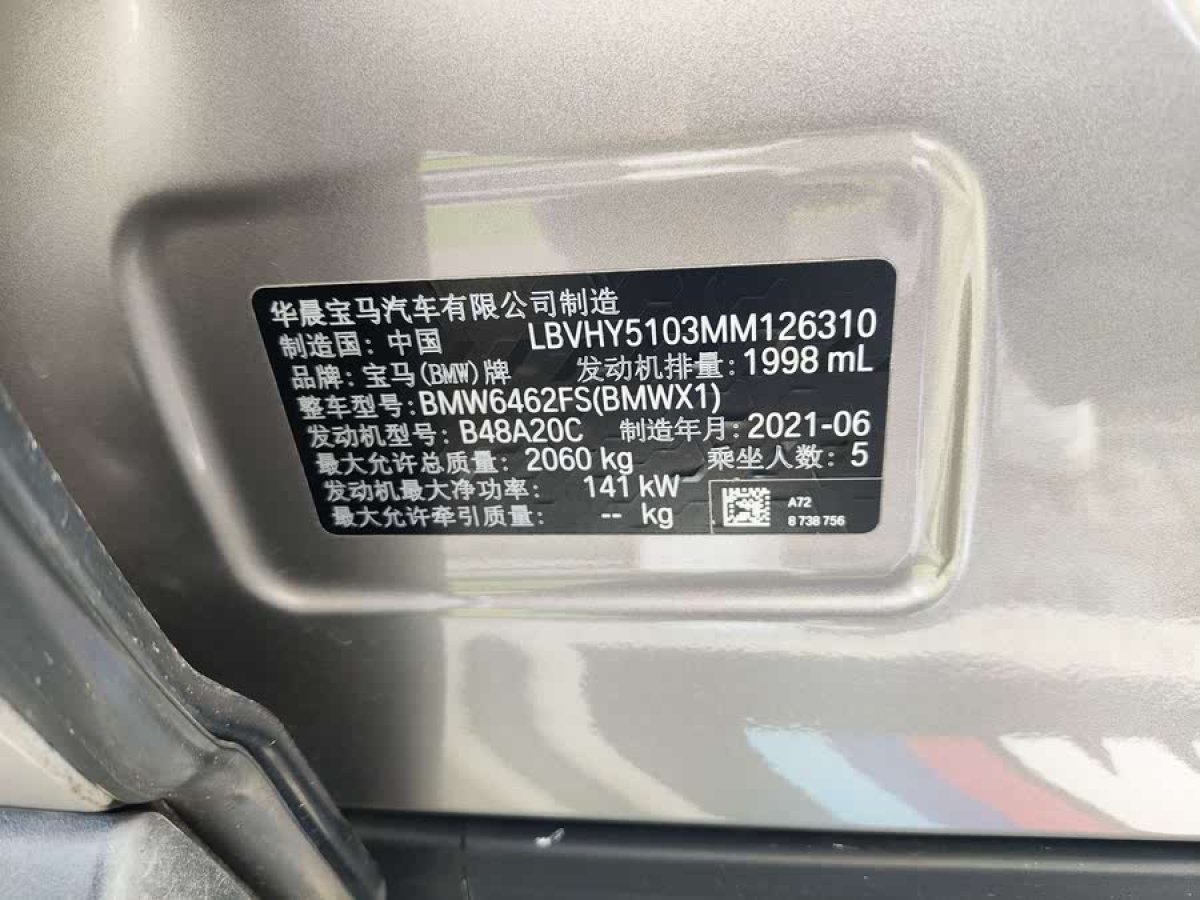 华晨宝马汽车有限公司制造
制造国: 中国 LBVHY5103MM126310
品牌: 宝马(BMW)牌 发动机排量: 1998 mL
整车型号: BMW6462FS(BMWX1)
发动机型号: B48A20C 制造年月: 2021-06
最大允许总质量: 2060 kg 乘坐人数: 5
发动机最大净功率: 141 kW
最大允许牵引质量: -- kg
A72
8 738 756